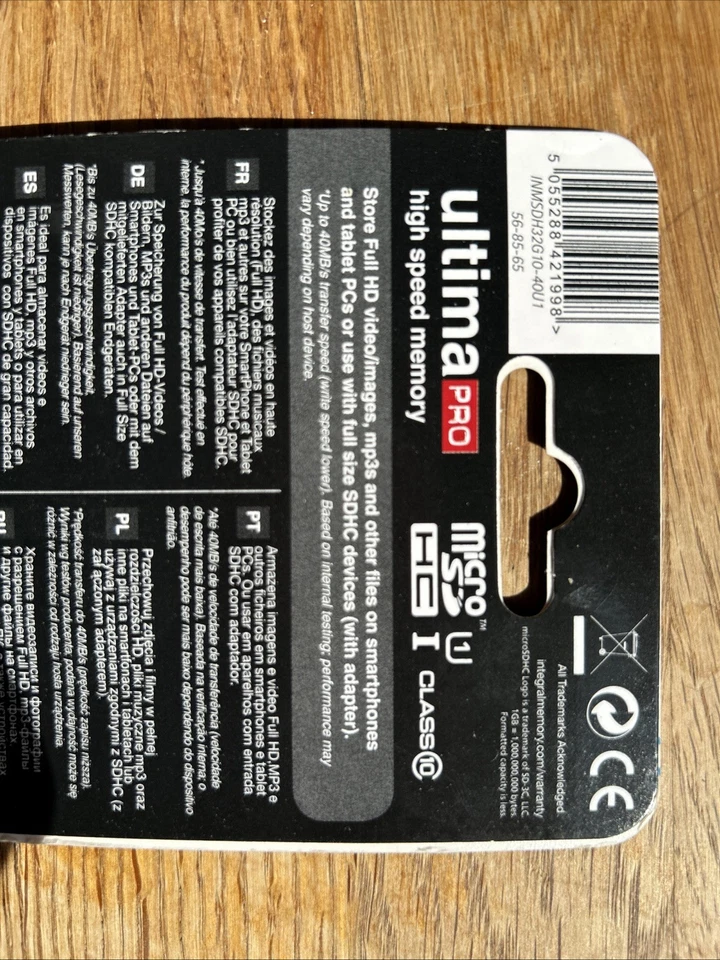 5 055288 421998 >
INMSDH32G10-40U1
56-85-65
ultima PRO
high speed memory
micro SD™
HC I
U1
CLASS 10
All Trademarks Acknowledged.
integralmemory.com/warranty
microSDHC Logo is a trademark of SD-3C, LLC.
1GB = 1,000,000,000 bytes.
Formatted capacity is less.
CE
Store Full HD video/images, mp3s and other files on smartphones
and tablet PCs or use with full size SDHC devices (with adapter).
*Up to 40MB/s transfer speed (write speed lower). Based on internal testing; performance may
vary depending on host device.
FR
Stockez des images et vidéos en haute
résolution (Full HD), des fichiers musicaux
mp3 et autres sur votre SmartPhone et Tablet
PC ou bien utilisez l'adaptateur SDHC pour
profiter de vos appareils compatibles SDHC.
*Jusqu'à 40Mo/s de vitesse de transfert. Test effectué en
interne, la performance du produit dépend du périphérique hôte.
DE
Zur Speicherung von Full HD-Videos /
Bildern, MP3s und anderen Dateien auf
Smartphones und Tablet-PCs oder mit dem
mitgelieferten Adapter auch in Full Size
SDHC kompatiblen Endgeräten.
*Bis zu 40MB/s Übertragungsgeschwindigkeit
(Lesegeschwindigkeit ist niedriger). Basierend auf unseren
Messwerten, kann je nach Endgerät niedriger sein.
ES
Es ideal para almacenar videos e
imágenes Full HD, mp3 y otros archivos
en smartphones y tablets o para utilizar en
dispositivos con SDHC de gran capacidad.
PT
Armazena imagens e vídeo Full HD,MP3 e
outros ficheiros em smartphones e tablet
PCs. Ou usar em aparelhos com entrada
SDHC com adaptador.
*Até 40MB/s de velocidade de transferência (velocidade
de escrita mais baixa). Baseada na verificação interna; o
desempenho pode ser mais baixo dependendo do dispositivo
anfitrião.
PL
Przechowuj zdjęcia i filmy w pełnej
rozdzielczości HD, pliki muzyczne mp3 oraz
inne pliki na smartfonach i tabletach lub
używaj z urządzeniami zgodnymi z SDHC (z
załączonym adapterem).
*Prędkość transferu do 40MB/s (prędkość zapisu niższa).
Wyniki wg testów producenta, podana wydajność może się
różnić w zależności od rodzaju hosta urządzenia.
RU
Храните видеозаписи и фотографии
с разрешением Full HD, mp3-файлы
и другие файлы на смартфонах